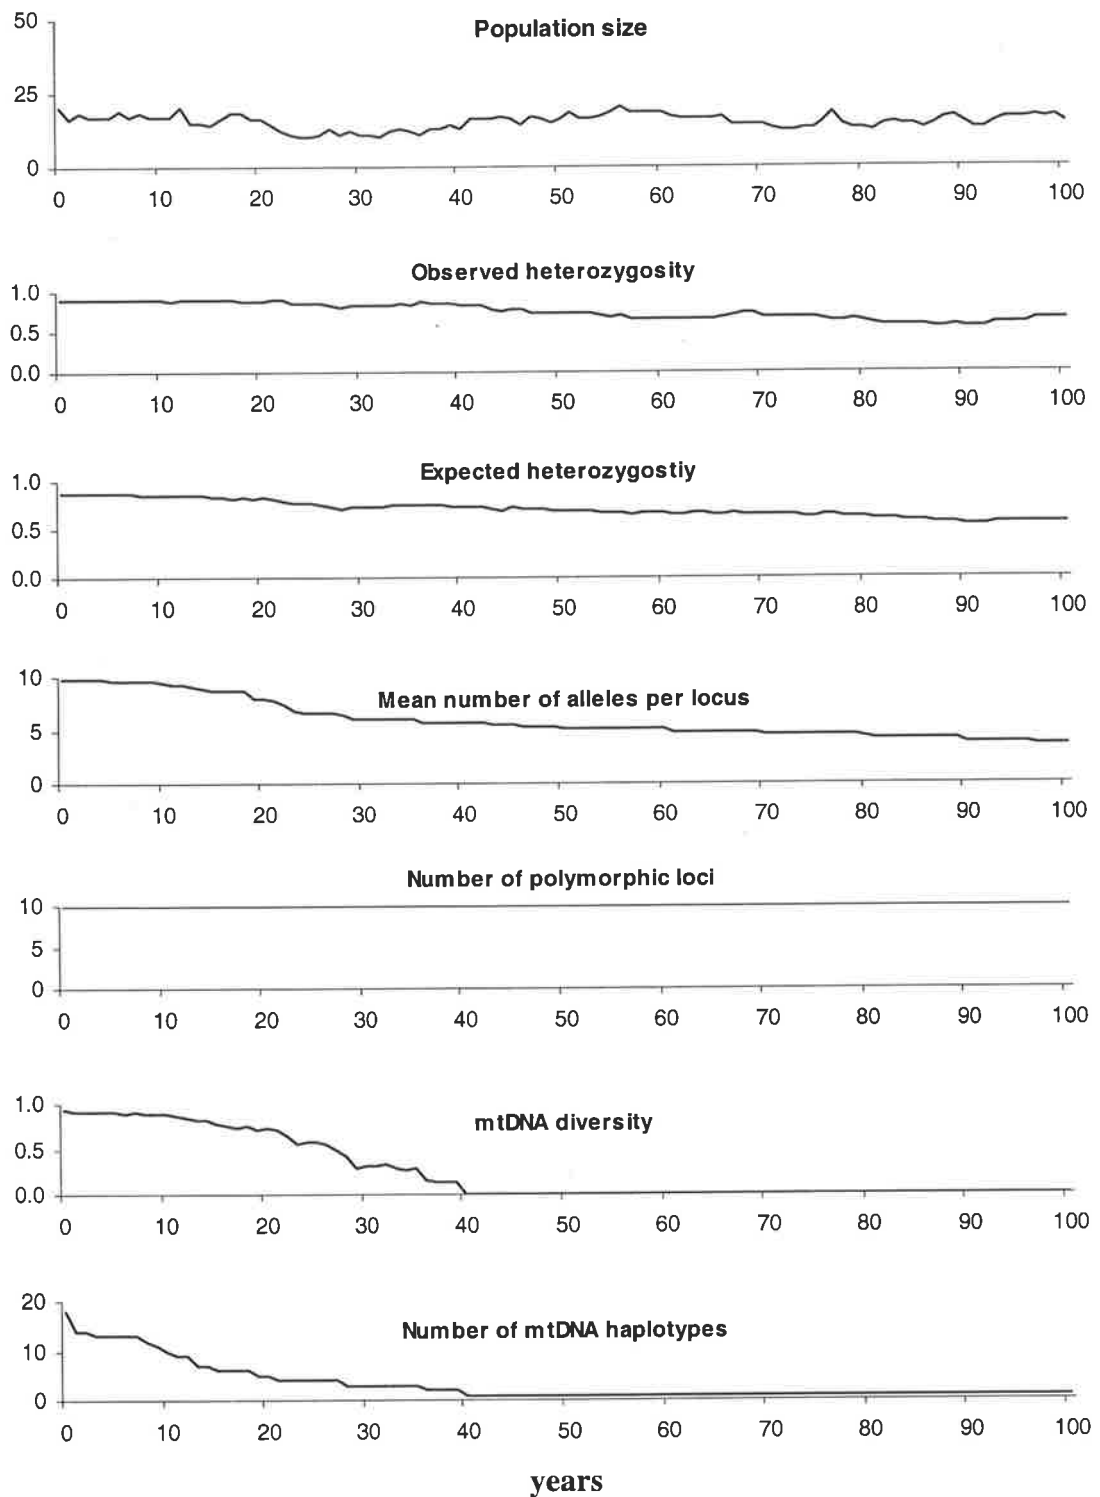 Population size
50
25
0
0 10 20 30 40 50 60 70 80 90 100
Observed heterozygosity
1.0
0.5
0.0
0 10 20 30 40 50 60 70 80 90 100
Expected heterozygostiy
1.0
0.5
0.0
0 10 20 30 40 50 60 70 80 90 100
Mean number of alleles per locus
10
5
0
0 10 20 30 40 50 60 70 80 90 100
Number of polymorphic loci
10
5
0
0 10 20 30 40 50 60 70 80 90 100
mtDNA diversity
1.0
0.5
0.0
0 10 20 30 40 50 60 70 80 90 100
Number of mtDNA haplotypes
20
10
0
0 10 20 30 40 50 60 70 80 90 100
years